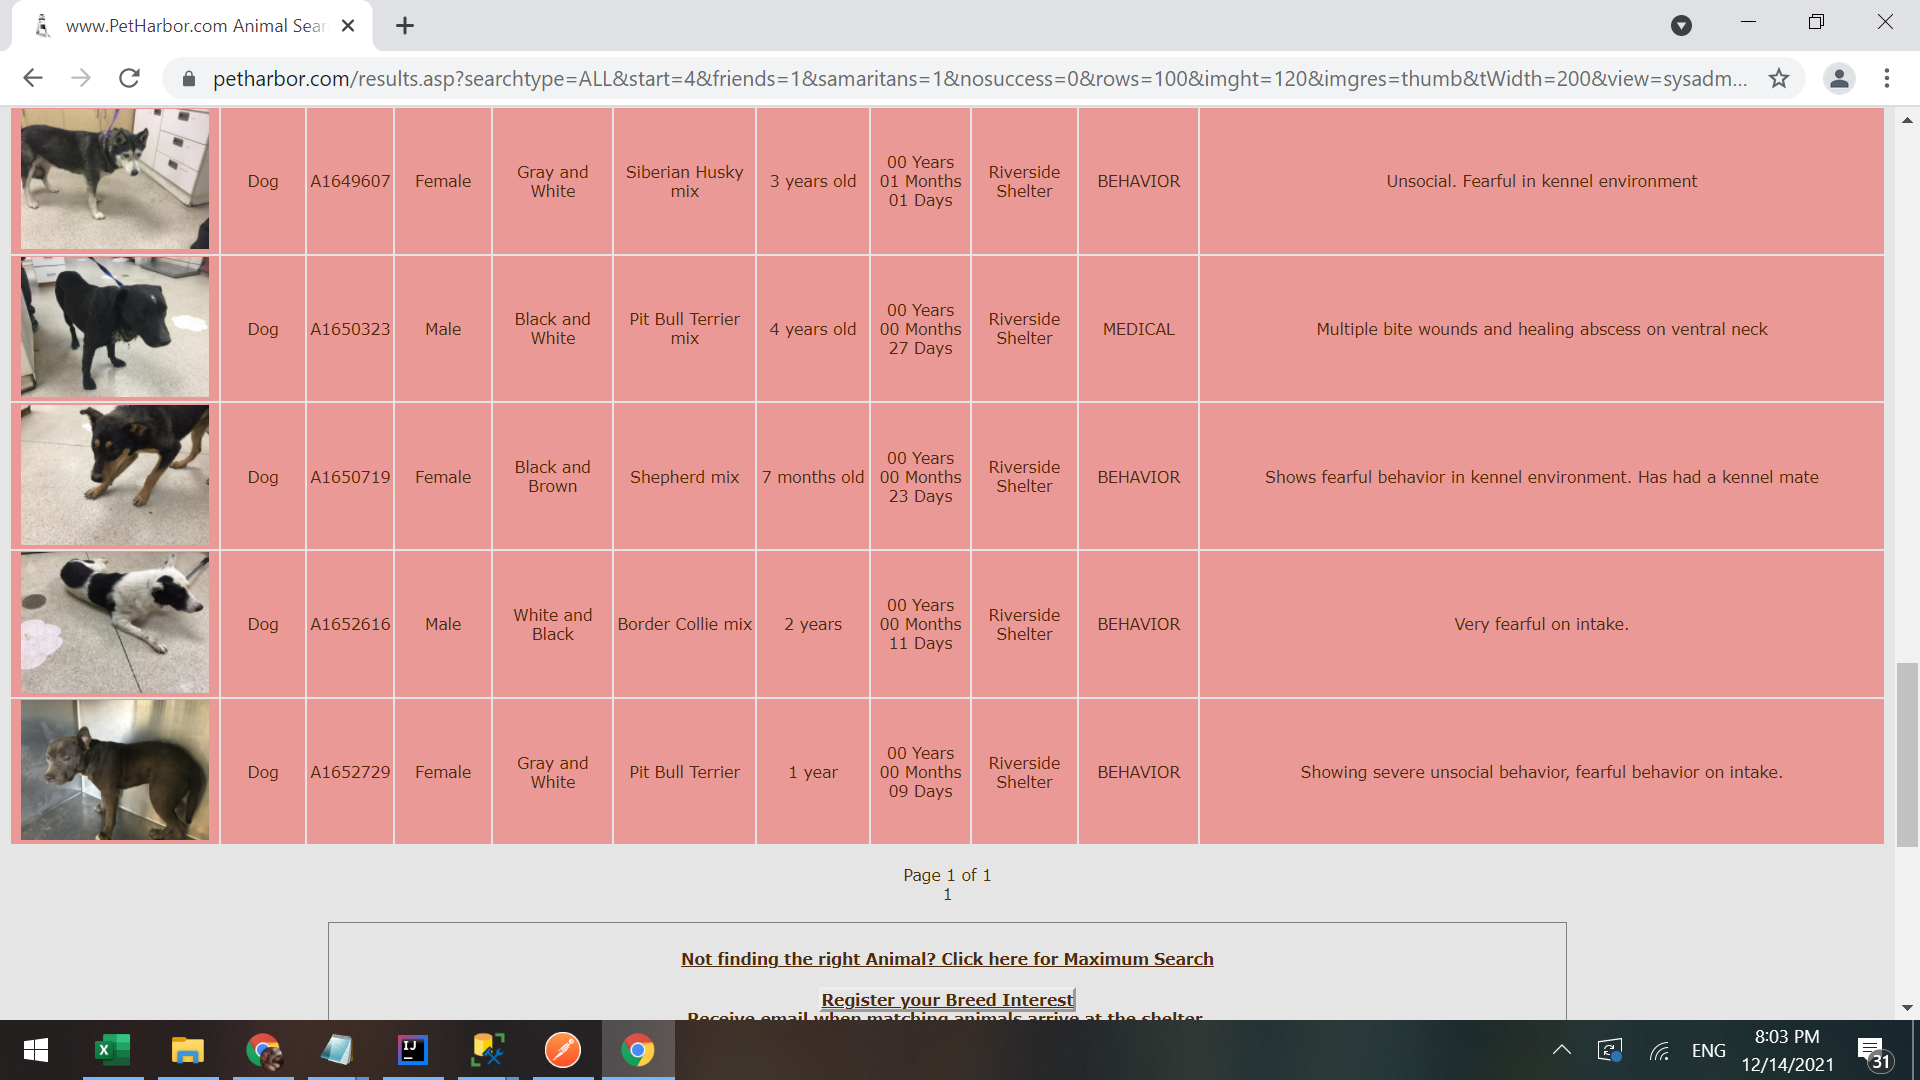 www.PetHarbor.com Animal Sear
petharbor.com/results.asp?searchtype=ALL&start=4&friends=1&samaritans=1&nosuccess=0&rows=100&imght=120&imgres=thumb&tWidth=200&view=sysadm...
Dog
A1649607
Female
Gray and
White
Siberian Husky
mix
3 years old
00 Years
01 Months
01 Days
Riverside
Shelter
BEHAVIOR
Unsocial. Fearful in kennel environment
Dog
A1650323
Male
Black and
White
Pit Bull Terrier
mix
4 years old
00 Years
00 Months
27 Days
Riverside
Shelter
MEDICAL
Multiple bite wounds and healing abscess on ventral neck
Dog
A1650719
Female
Black and
Brown
Shepherd mix
7 months old
00 Years
00 Months
23 Days
Riverside
Shelter
BEHAVIOR
Shows fearful behavior in kennel environment. Has had a kennel mate
Dog
A1652616
Male
White and
Black
Border Collie mix
2 years
00 Years
00 Months
11 Days
Riverside
Shelter
BEHAVIOR
Very fearful on intake.
Dog
A1652729
Female
Gray and
White
Pit Bull Terrier
1 year
00 Years
00 Months
09 Days
Riverside
Shelter
BEHAVIOR
Showing severe unsocial behavior, fearful behavior on intake.
Page 1 of 1
1
Not finding the right Animal? Click here for Maximum Search
Register your Breed Interest
Receive email when matching animals arrive at the shelter
ENG
8:03 PM
12/14/2021
31